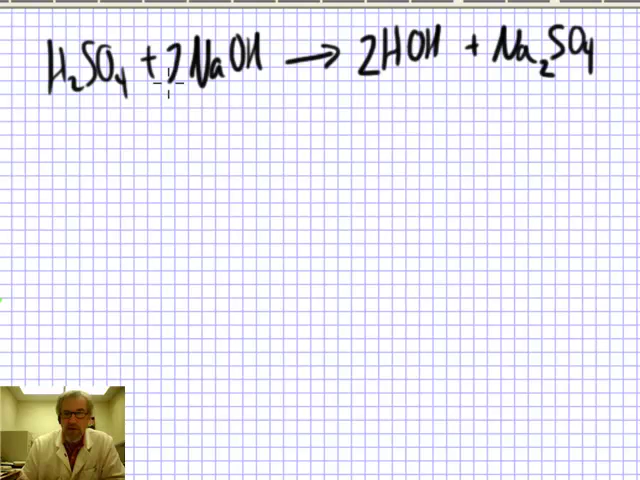 H₂SO₄ + 2 NaOH → 2HOH + Na₂SO₄